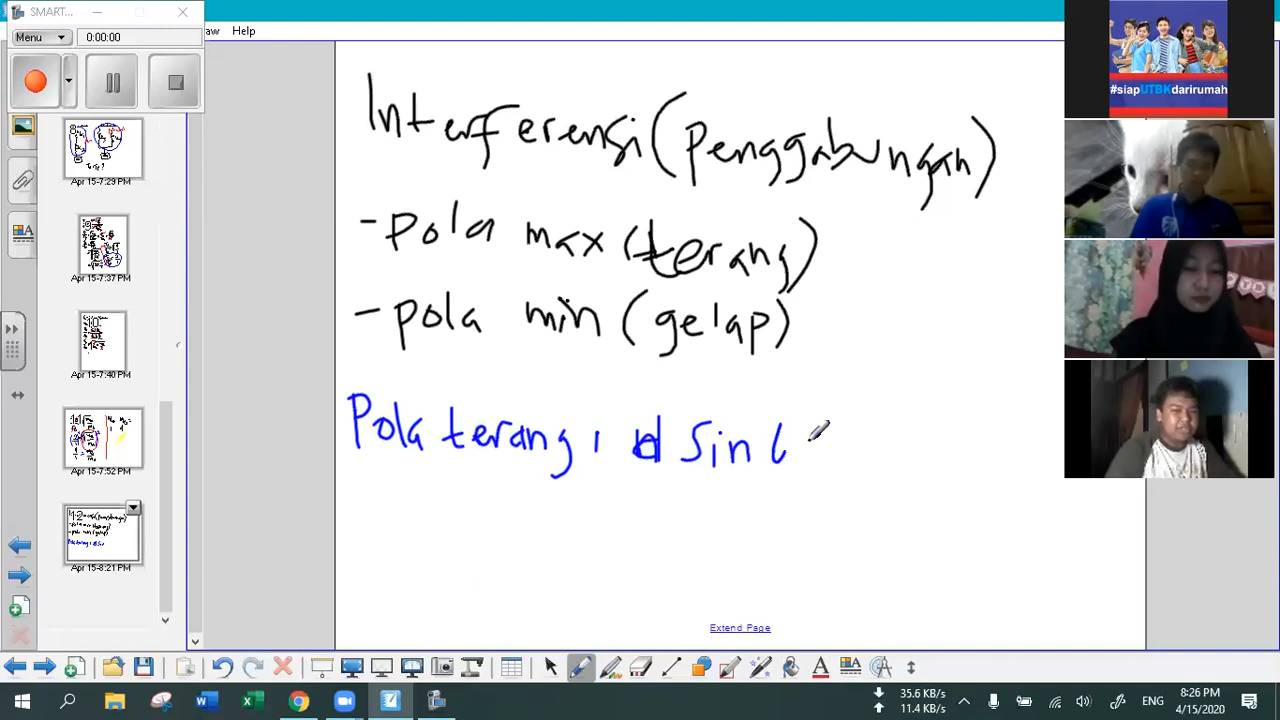 SMART...
Menu
0:00:00
aw Help
#siapUTBKdarirumah
Interferensi (Penggabungan)
-pola max (terang)
-pola min (gelap)
Pola terang, d Sin
Apr 15-7:29 PM
Apr 15-7:37 PM
Apr 15-7:40 PM
Apr 15-7:52 PM
Apr 15-8:21 PM
Extend Page
35.6 KB/s
11.4 KB/s
ENG
8:26 PM
4/15/2020